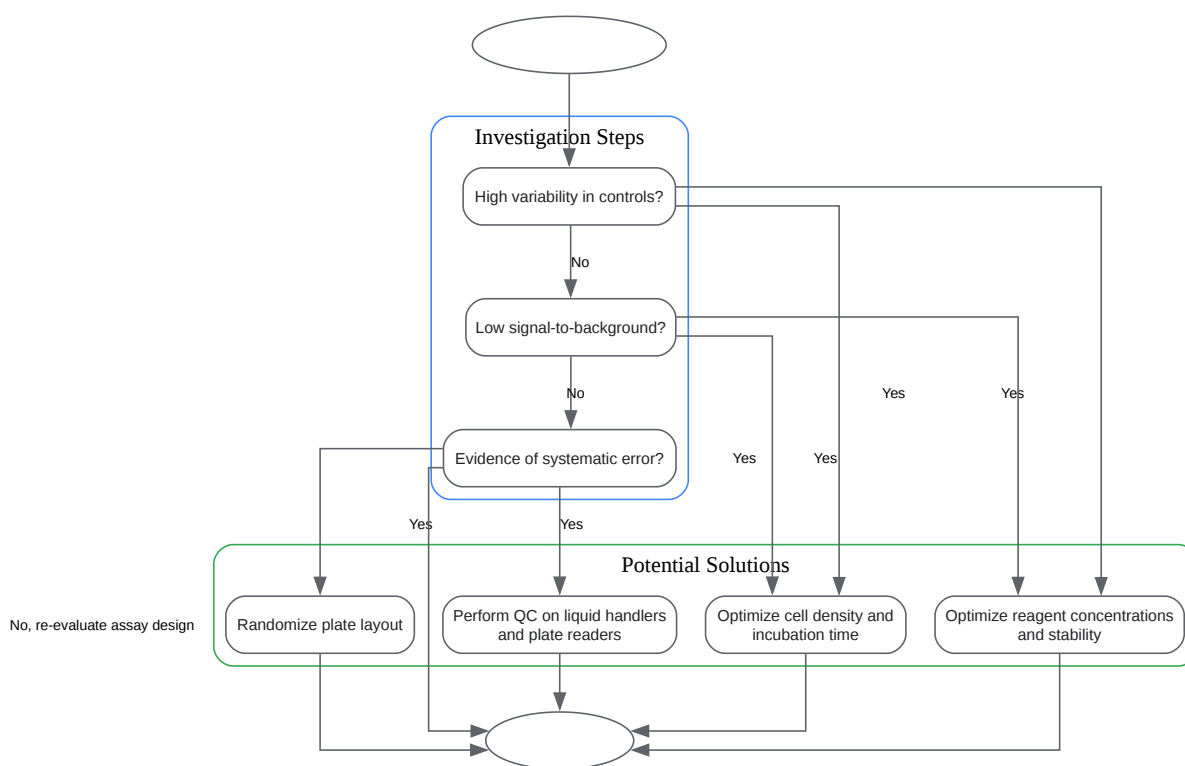 Investigation Steps
High variability in controls?
No
Low signal-to-background?
No
Yes
Yes
Evidence of systematic error?
Yes
Yes
Yes
Yes
Potential Solutions
No, re-evaluate assay design
Randomize plate layout
Perform QC on liquid handlers
and plate readers
Optimize cell density and
incubation time
Optimize reagent concentrations
and stability